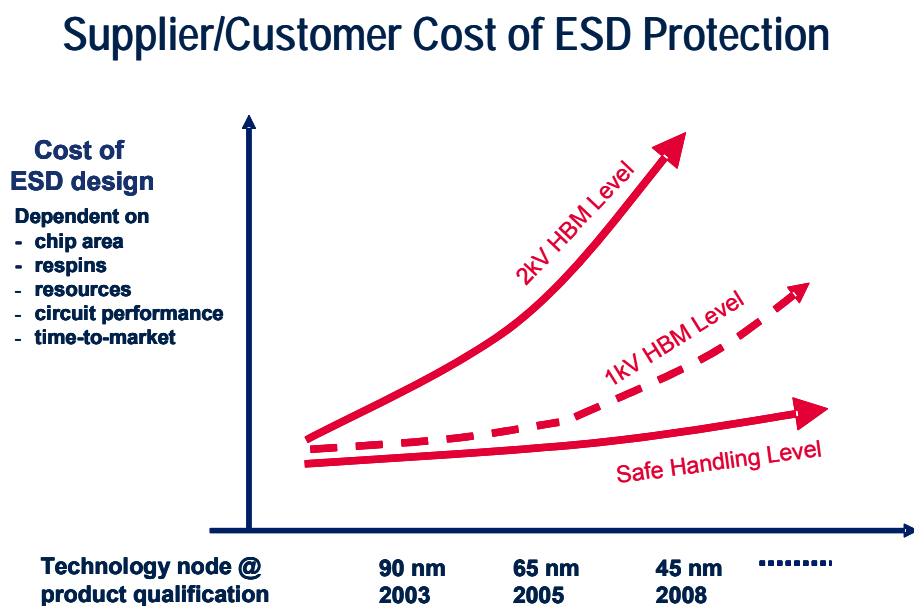 Supplier/Customer Cost of ESD Protection
Cost of
ESD design
Dependent on
- chip area
- respins
- resources
- circuit performance
- time-to-market
2kV HBM Level
1kV HBM Level
Safe Handling Level
Technology node @
product qualification
90 nm
2003
65 nm
2005
45 nm
2008